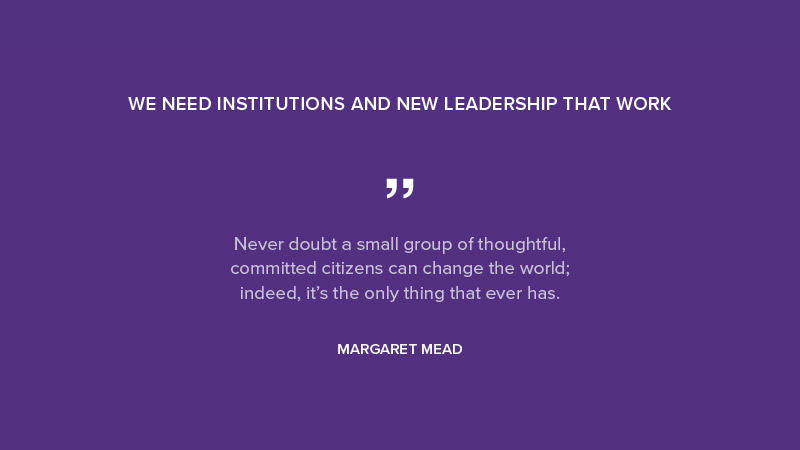 WE NEED INSTITUTIONS AND NEW LEADERSHIP THAT WORK
”
Never doubt a small group of thoughtful,
committed citizens can change the world;
indeed, it’s the only thing that ever has.
MARGARET MEAD